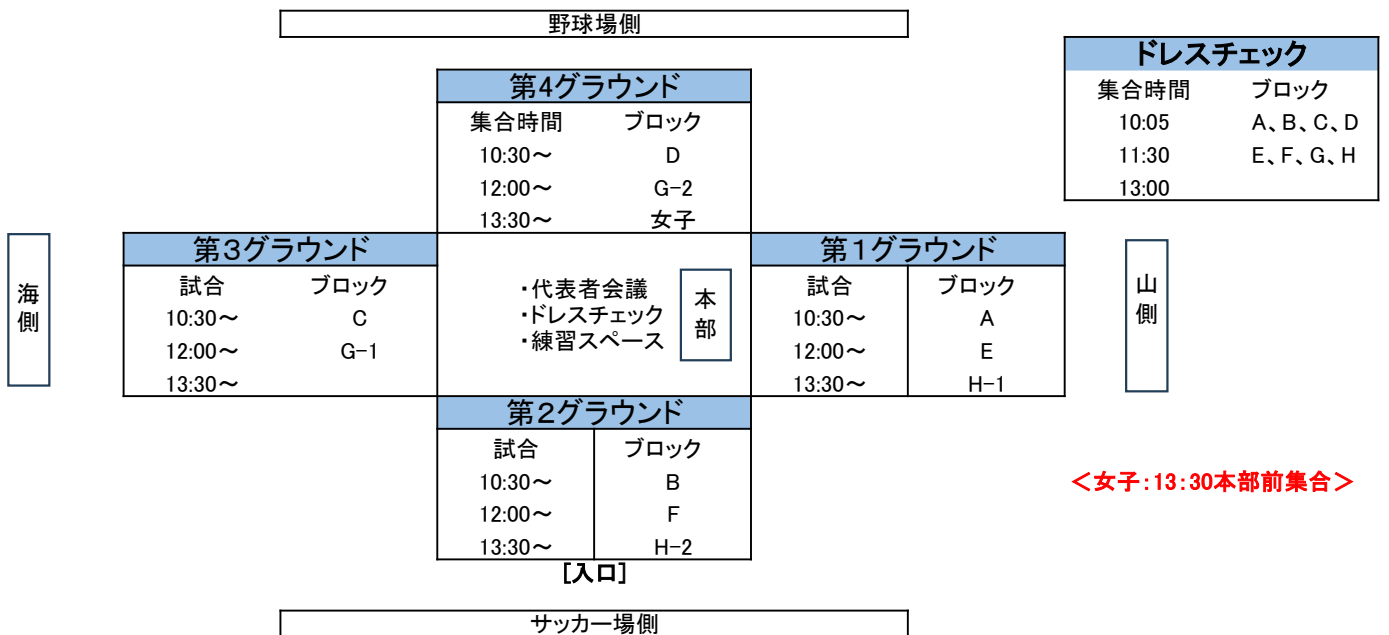 野球場側
ドレスチェック
集合時間 ブロック
10:05 A、B、C、D
11:30 E、F、G、H
13:00
第4グラウンド
集合時間 ブロック
10:30～ D
12:00～ G-2
13:30～ 女子
海側
第3グラウンド
試合 ブロック
10:30～ C
12:00～ G-1
13:30～
・代表者会議
・ドレスチェック
・練習スペース
本部
第1グラウンド
試合 ブロック
10:30～ A
12:00～ E
13:30～ H-1
山側
第2グラウンド
試合 ブロック
10:30～ B
12:00～ F
13:30～ H-2
[入口]
＜女子：13：30本部前集合＞
サッカー場側